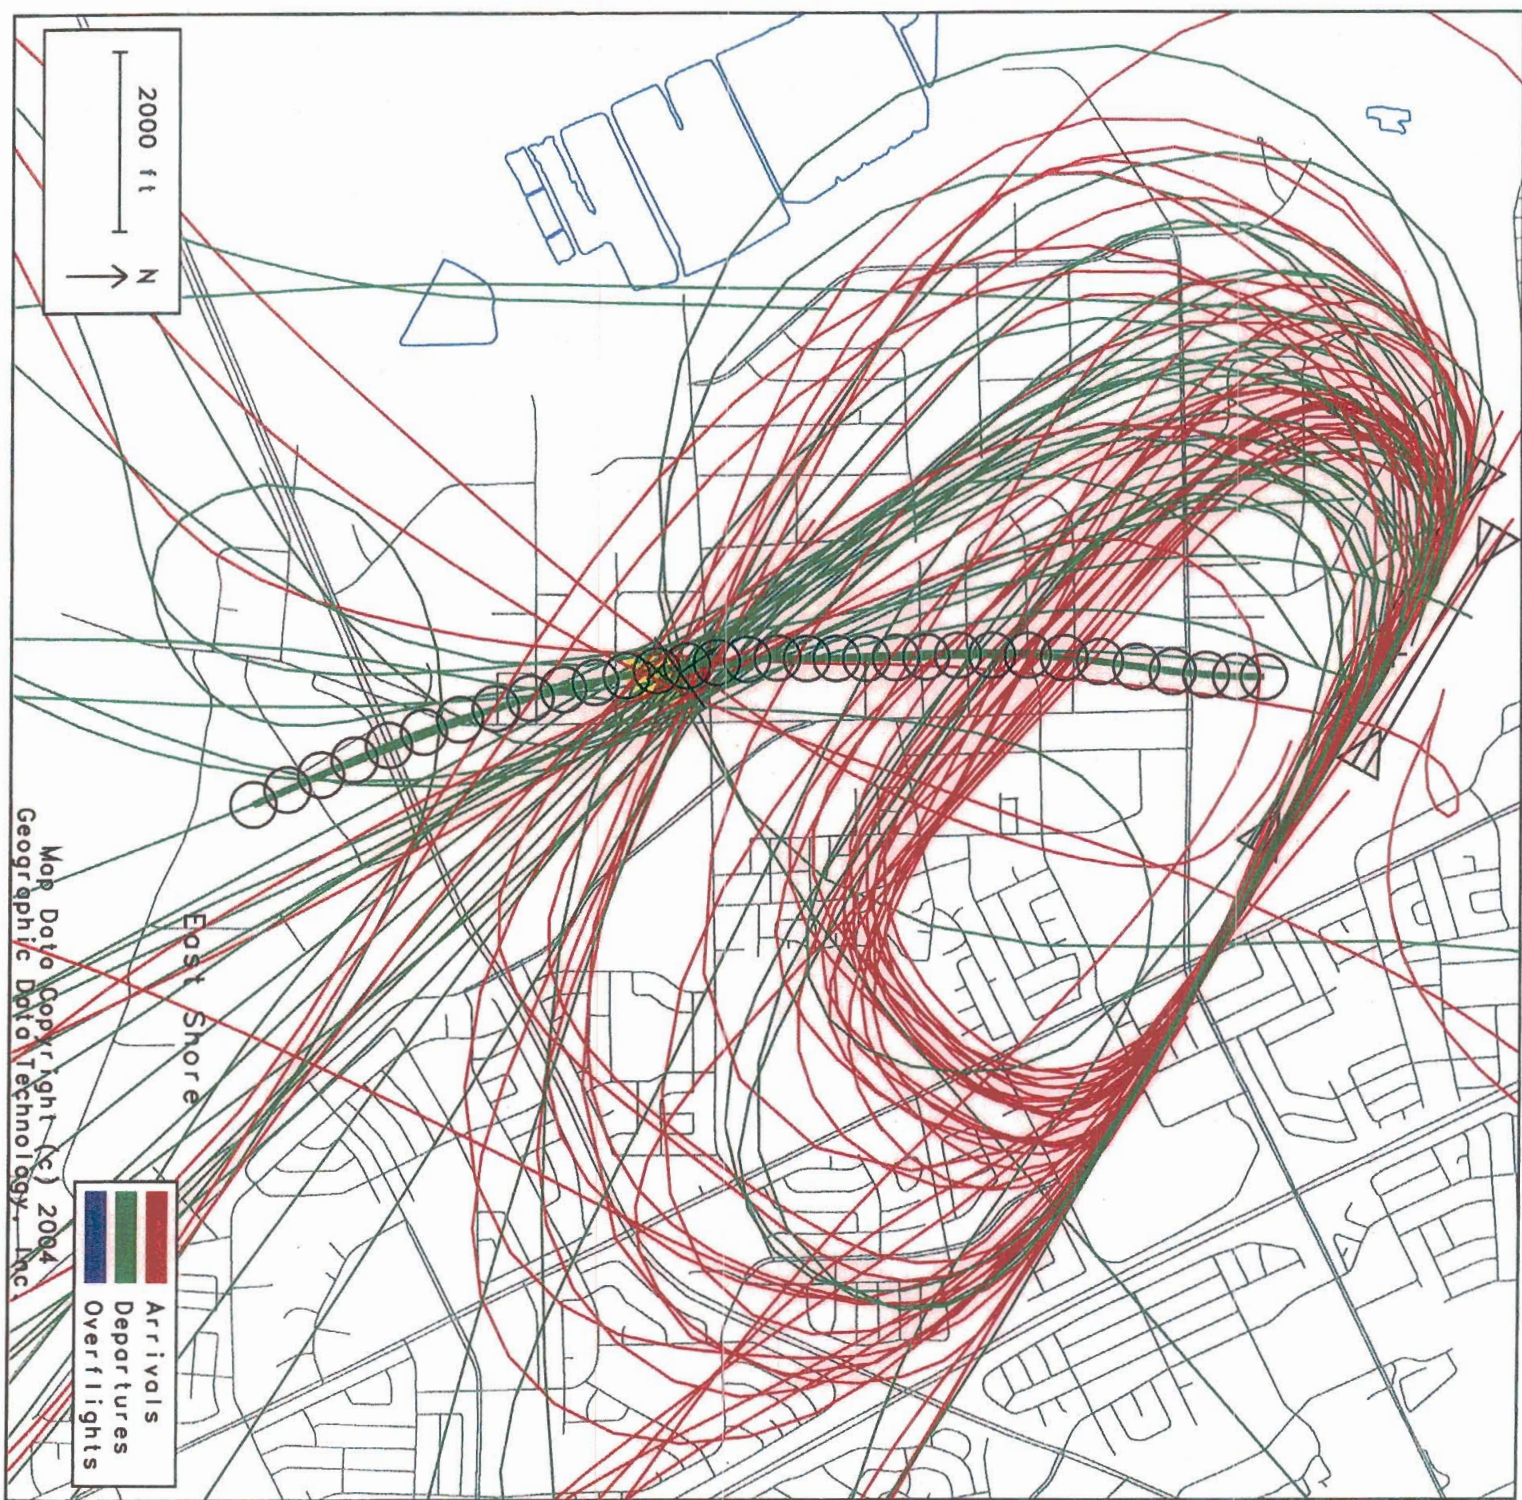 2000 ft
N
East Shore
Map Data Copyright (c) 2004
Geographic Data Technology, Inc.
Arrivals
Departures
Overflights